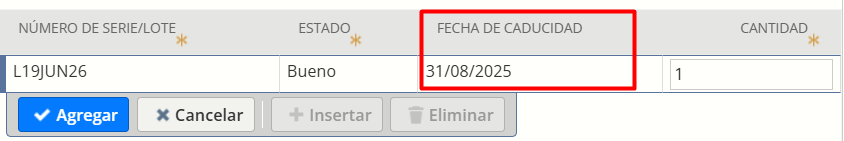 NÚMERO DE SERIE/LOTE ESTADO FECHA DE CADUCIDAD CANTIDAD
L19JUN26 Bueno 31/08/2025 1
Agregar Cancelar Insertar Eliminar